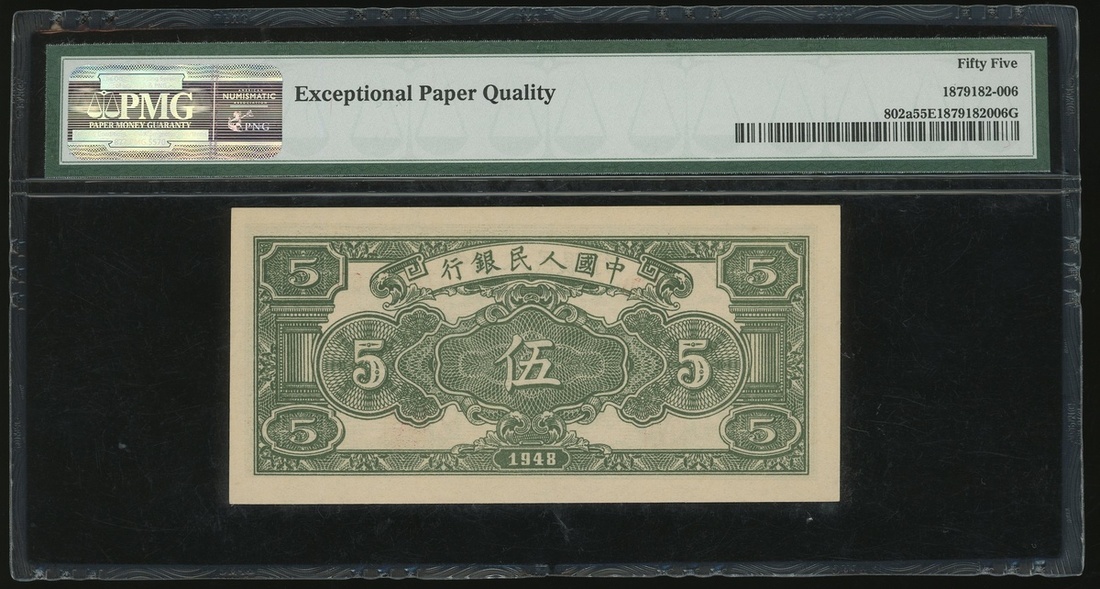 PMG
PAPER MONEY GUARANTY
NUMISMATIC
PNG
Exceptional Paper Quality
Fifty Five
1879182-006
802a55E1879182006G
行銀民人國中
5 5
5 伍 5
5 5
1948